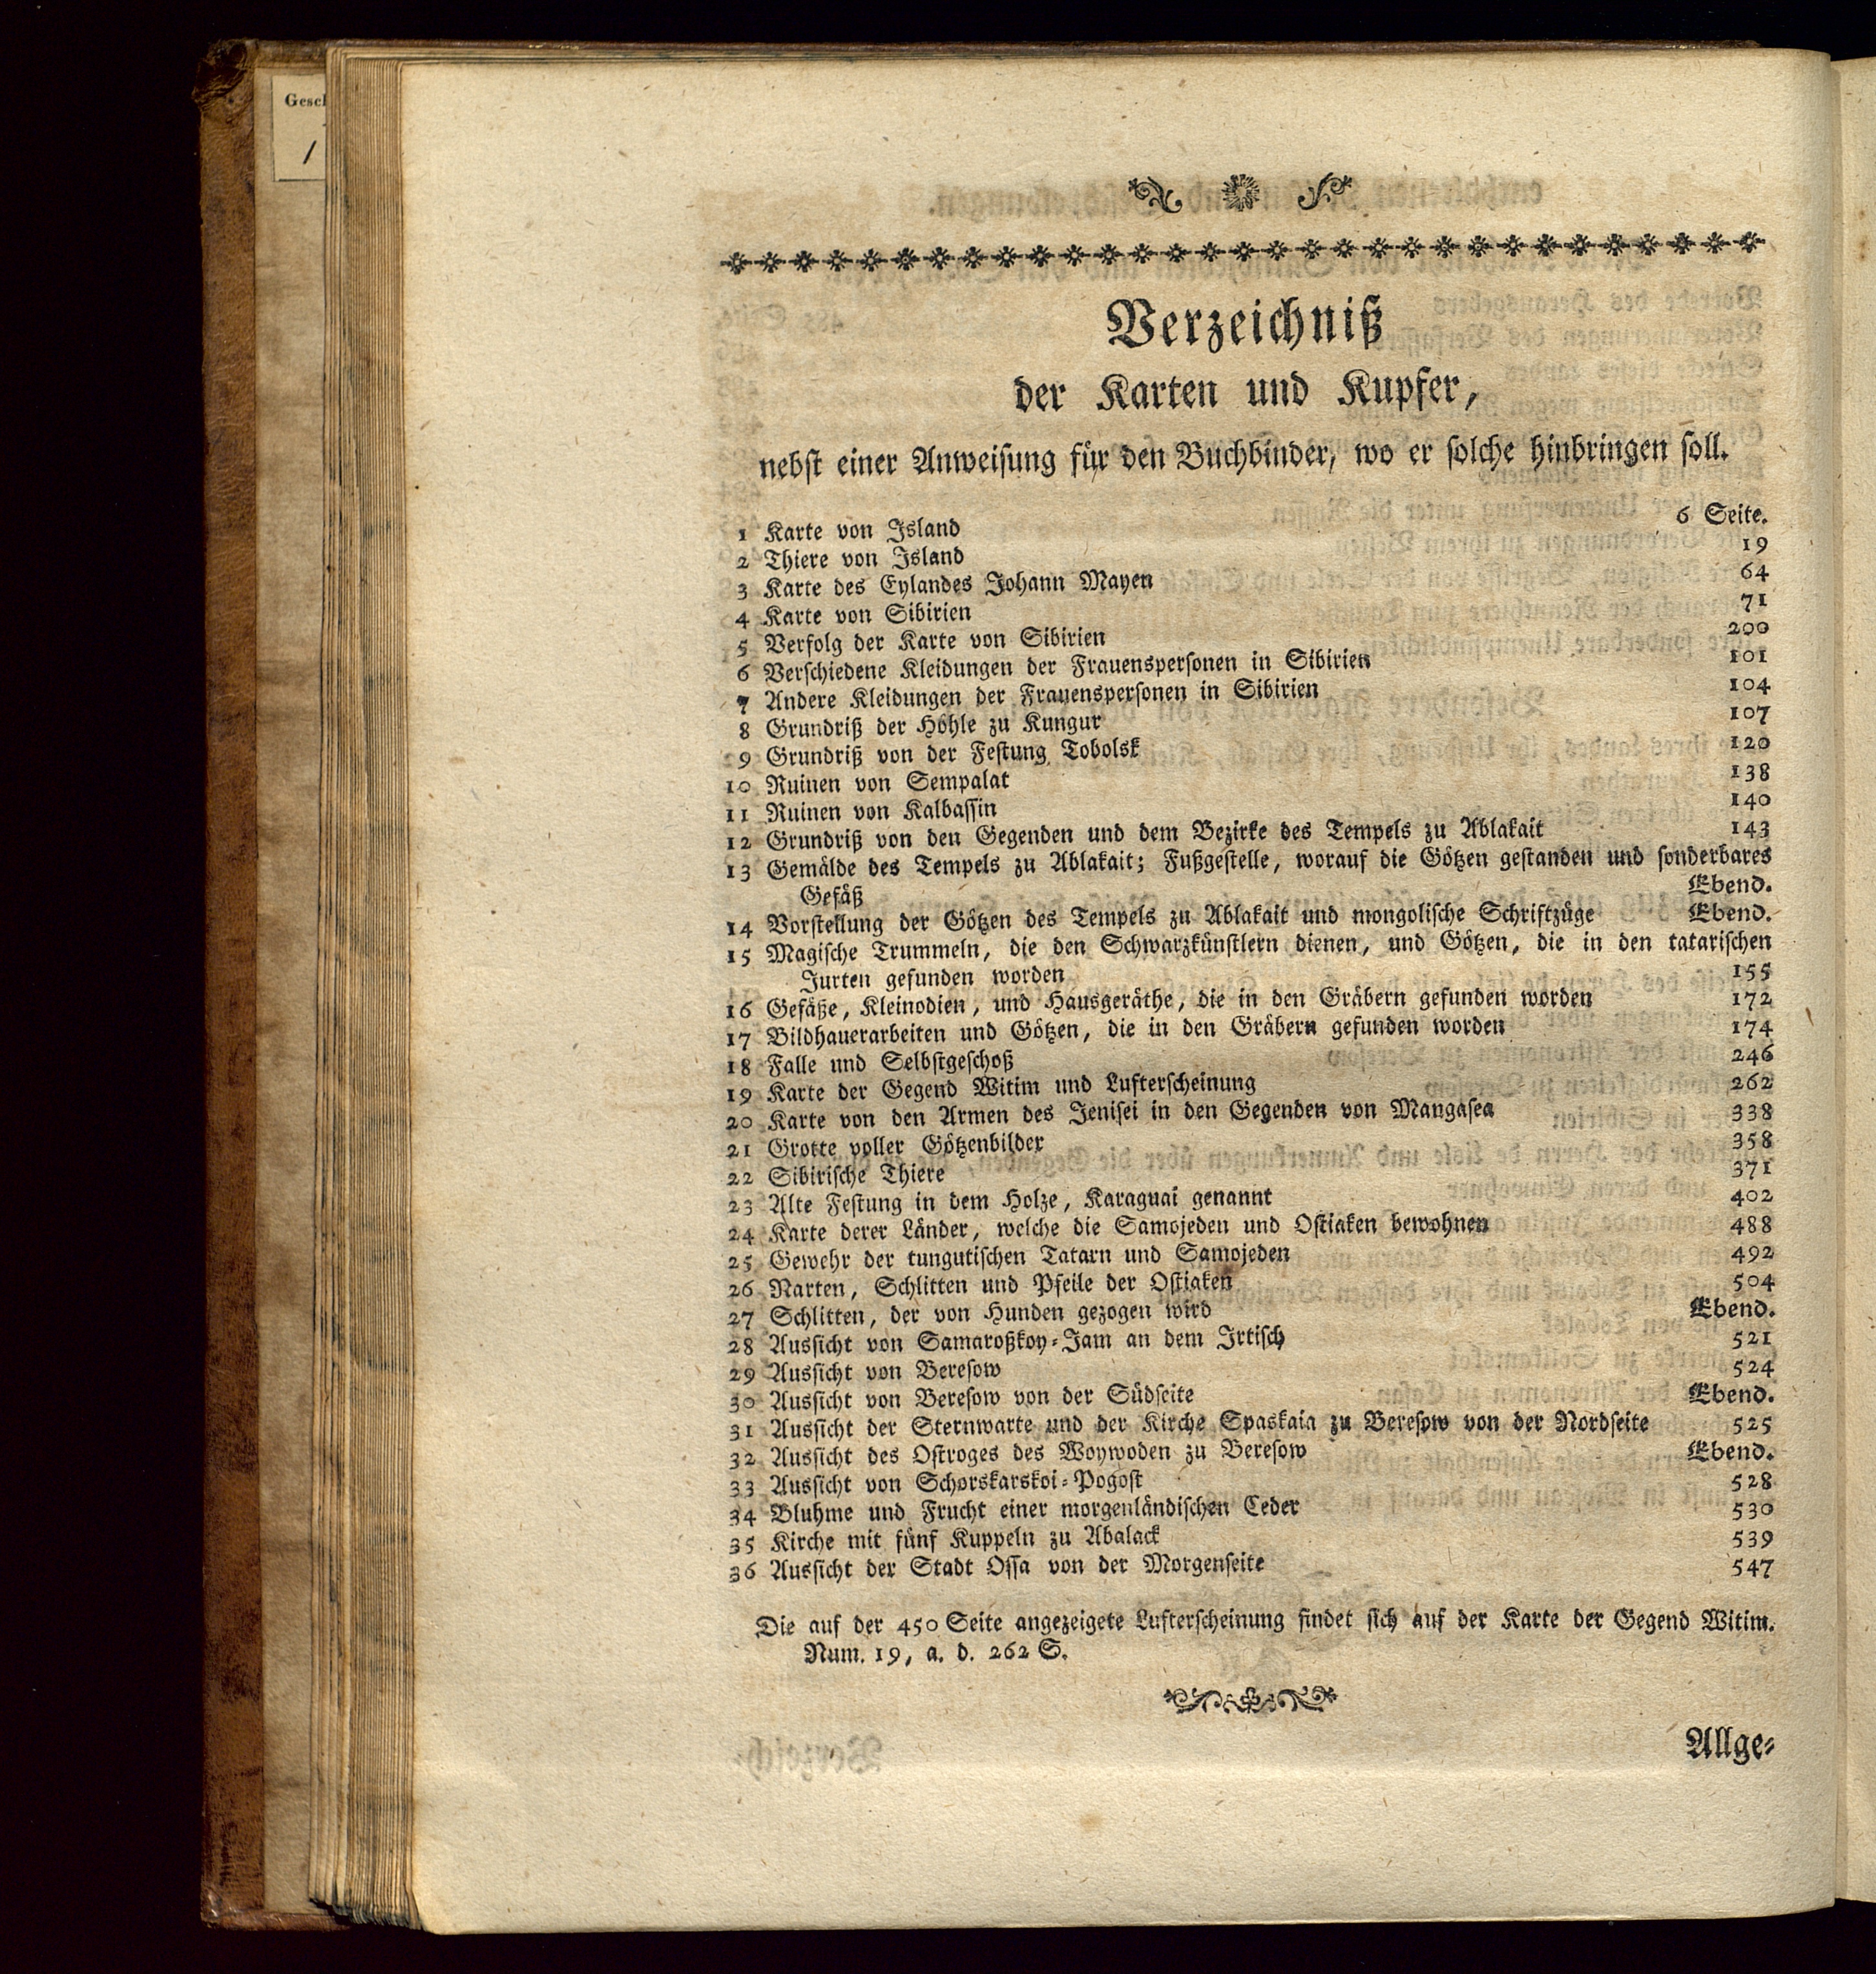 Gesch
1
Verzeichniß
der Karten und Kupfer,
nebst einer Anweisung für den Buchbinder, wo er solche hinbringen soll.
1 Karte von Island 6 Seite.
2 Thiere von Island 19
3 Karte des Eylandes Johann Mayen 64
4 Karte von Sibirien 71
5 Verfolg der Karte von Sibirien 200
6 Verschiedene Kleidungen der Frauenspersonen in Sibirien 101
7 Andere Kleidungen der Frauenspersonen in Sibirien 104
8 Grundriß der Höhle zu Kungur 107
9 Grundriß von der Festung Tobolsk 120
10 Ruinen von Sempalat 138
11 Ruinen von Kalbassin 140
12 Grundriß von den Gegenden und dem Bezirke des Tempels zu Ablakait 143
13 Gemälde des Tempels zu Ablakait; Fußgestelle, worauf die Götzen gestanden und sonderbares
Gefäß Ebend.
14 Vorstellung der Götzen des Tempels zu Ablakait und mongolische Schriftzüge Ebend.
15 Magische Trummeln, die den Schwarzkünstlern dienen, und Götzen, die in den tatarischen
Jurten gefunden worden 155
16 Gefäße, Kleinodien, und Hausgeräthe, die in den Gräbern gefunden worden 172
17 Bildhauerarbeiten und Götzen, die in den Gräbern gefunden worden 174
18 Falle und Selbstgeschoß 246
19 Karte der Gegend Witim und Lufterscheinung 262
20 Karte von den Armen des Jenisei in den Gegenden von Mangasea 338
21 Grotte voller Götzenbilder 358
22 Sibirische Thiere 371
23 Alte Festung in dem Holze, Karaguai genannt 402
24 Karte derer Länder, welche die Samojeden und Ostiaken bewohnen 488
25 Gewehr der tungutischen Tatarn und Samojeden 492
26 Narten, Schlitten und Pfeile der Ostiaken 504
27 Schlitten, der von Hunden gezogen wird Ebend.
28 Aussicht von Samaroßkoy-Jam an dem Irtisch 521
29 Aussicht von Beresow 524
30 Aussicht von Beresow von der Südseite Ebend.
31 Aussicht der Sternwarte und der Kirche Spaskaia zu Beresow von der Nordseite 525
32 Aussicht des Ostroges des Woywoden zu Beresow Ebend.
33 Aussicht von Schorskarskoi-Pogost 528
34 Bluhme und Frucht einer morgenländischen Ceder 530
35 Kirche mit fünf Kuppeln zu Abalack 539
36 Aussicht der Stadt Ossa von der Morgenseite 547
Die auf der 450 Seite angezeigete Lufterscheinung findet sich auf der Karte der Gegend Witim.
Num. 19, a. d. 262 S.
Allge-